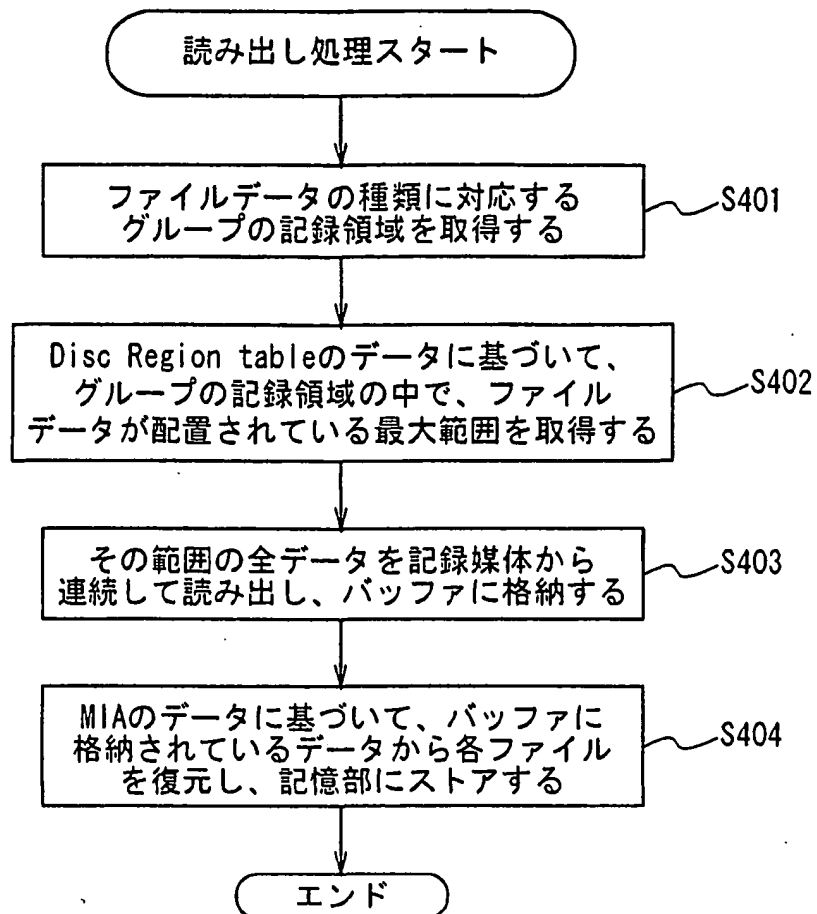 読み出し処理スタート
ファイルデータの種類に対応する
グループの記録領域を取得する
S401
Disc Region tableのデータに基づいて、
グループの記録領域の中で、ファイル
データが配置されている最大範囲を取得する
S402
その範囲の全データを記録媒体から
連続して読み出し、バッファに格納する
S403
MIAのデータに基づいて、バッファに
格納されているデータから各ファイル
を復元し、記憶部にストアする
S404
エンド